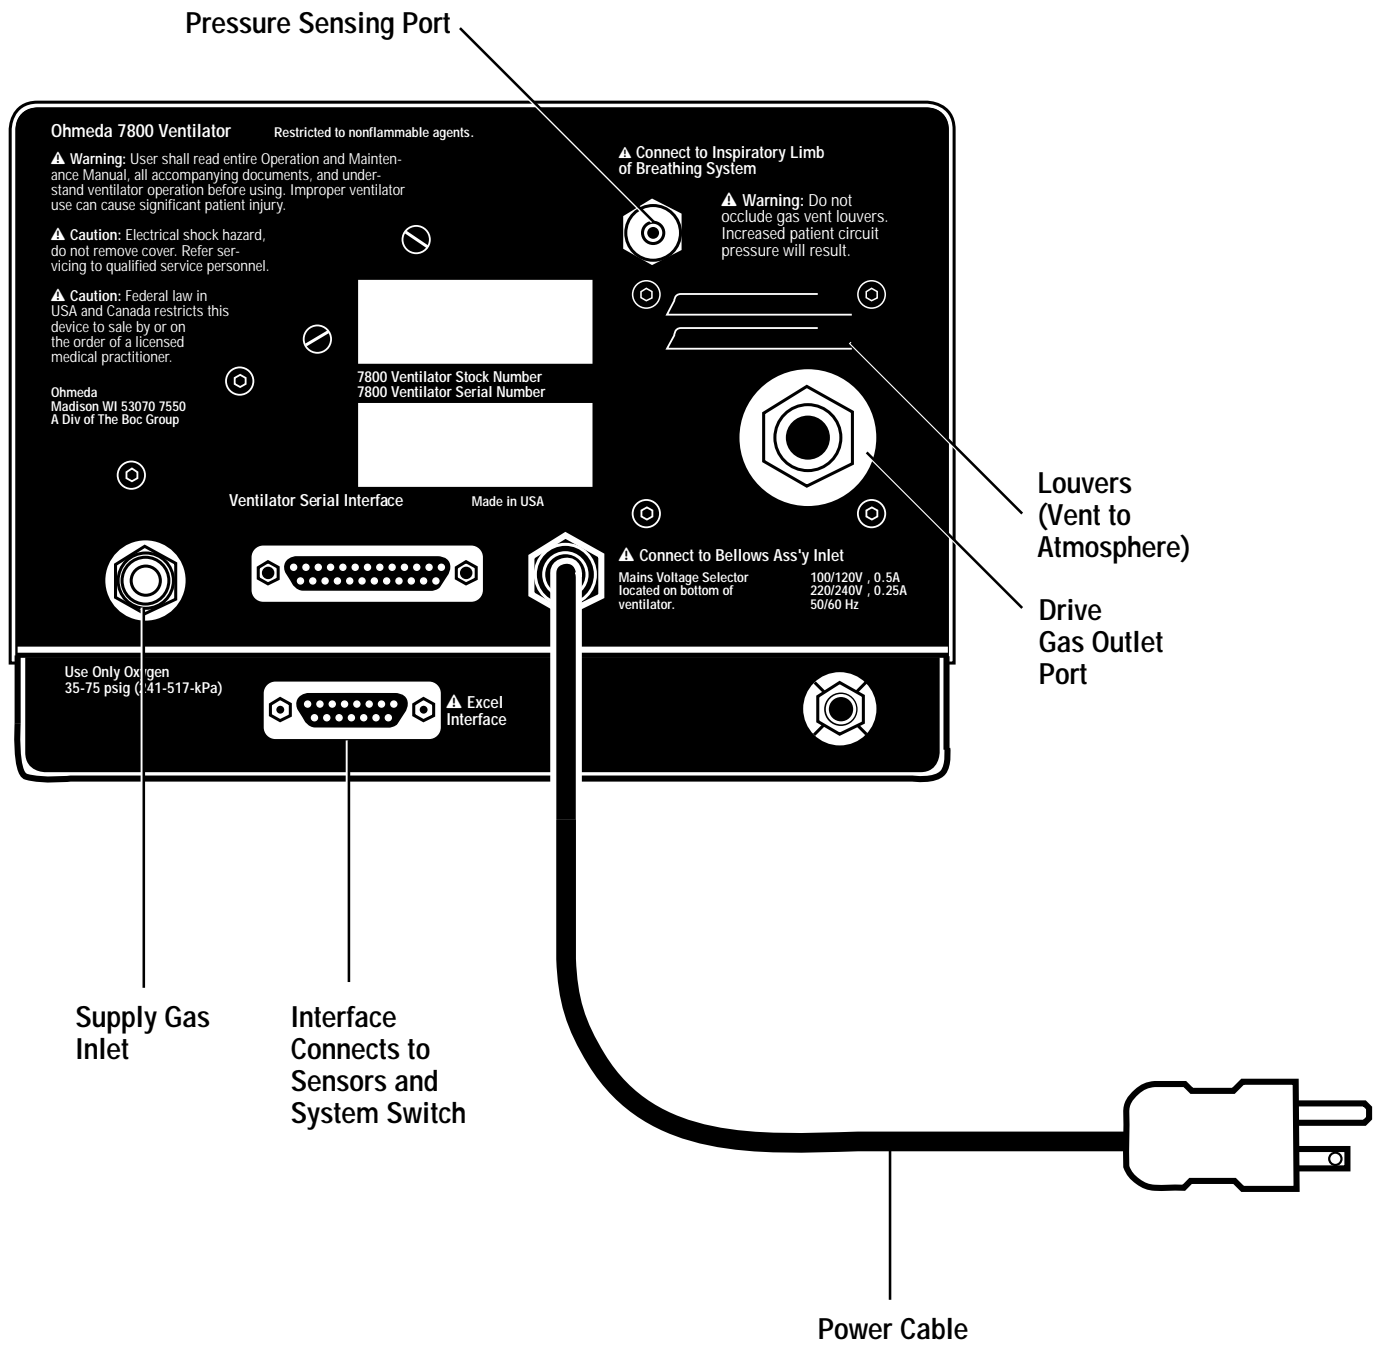 Pressure Sensing Port
Ohmeda 7800 Ventilator
Restricted to nonflammable agents.
⚠ Warning: User shall read entire Operation and Mainten-
ance Manual, all accompanying documents, and under-
stand ventilator operation before using. Improper ventilator
use can cause significant patient injury.
⚠ Caution: Electrical shock hazard,
do not remove cover. Refer ser-
vicing to qualified service personnel.
⚠ Caution: Federal law in
USA and Canada restricts this
device to sale by or on
the order of a licensed
medical practitioner.
Ohmeda
Madison WI 53070 7550
A Div of The Boc Group
7800 Ventilator Stock Number
7800 Ventilator Serial Number
Ventilator Serial Interface
Made in USA
⚠ Connect to Inspiratory Limb
of Breathing System
⚠ Warning: Do not
occlude gas vent louvers.
Increased patient circuit
pressure will result.
⚠ Connect to Bellows Ass'y Inlet
Mains Voltage Selector
located on bottom of
ventilator.
100/120V , 0.5A
220/240V , 0.25A
50/60 Hz
Use Only Oxygen
35-75 psig (241-517-kPa)
⚠ Excel
Interface
Louvers
(Vent to
Atmosphere)
Drive
Gas Outlet
Port
Supply Gas
Inlet
Interface
Connects to
Sensors and
System Switch
Power Cable